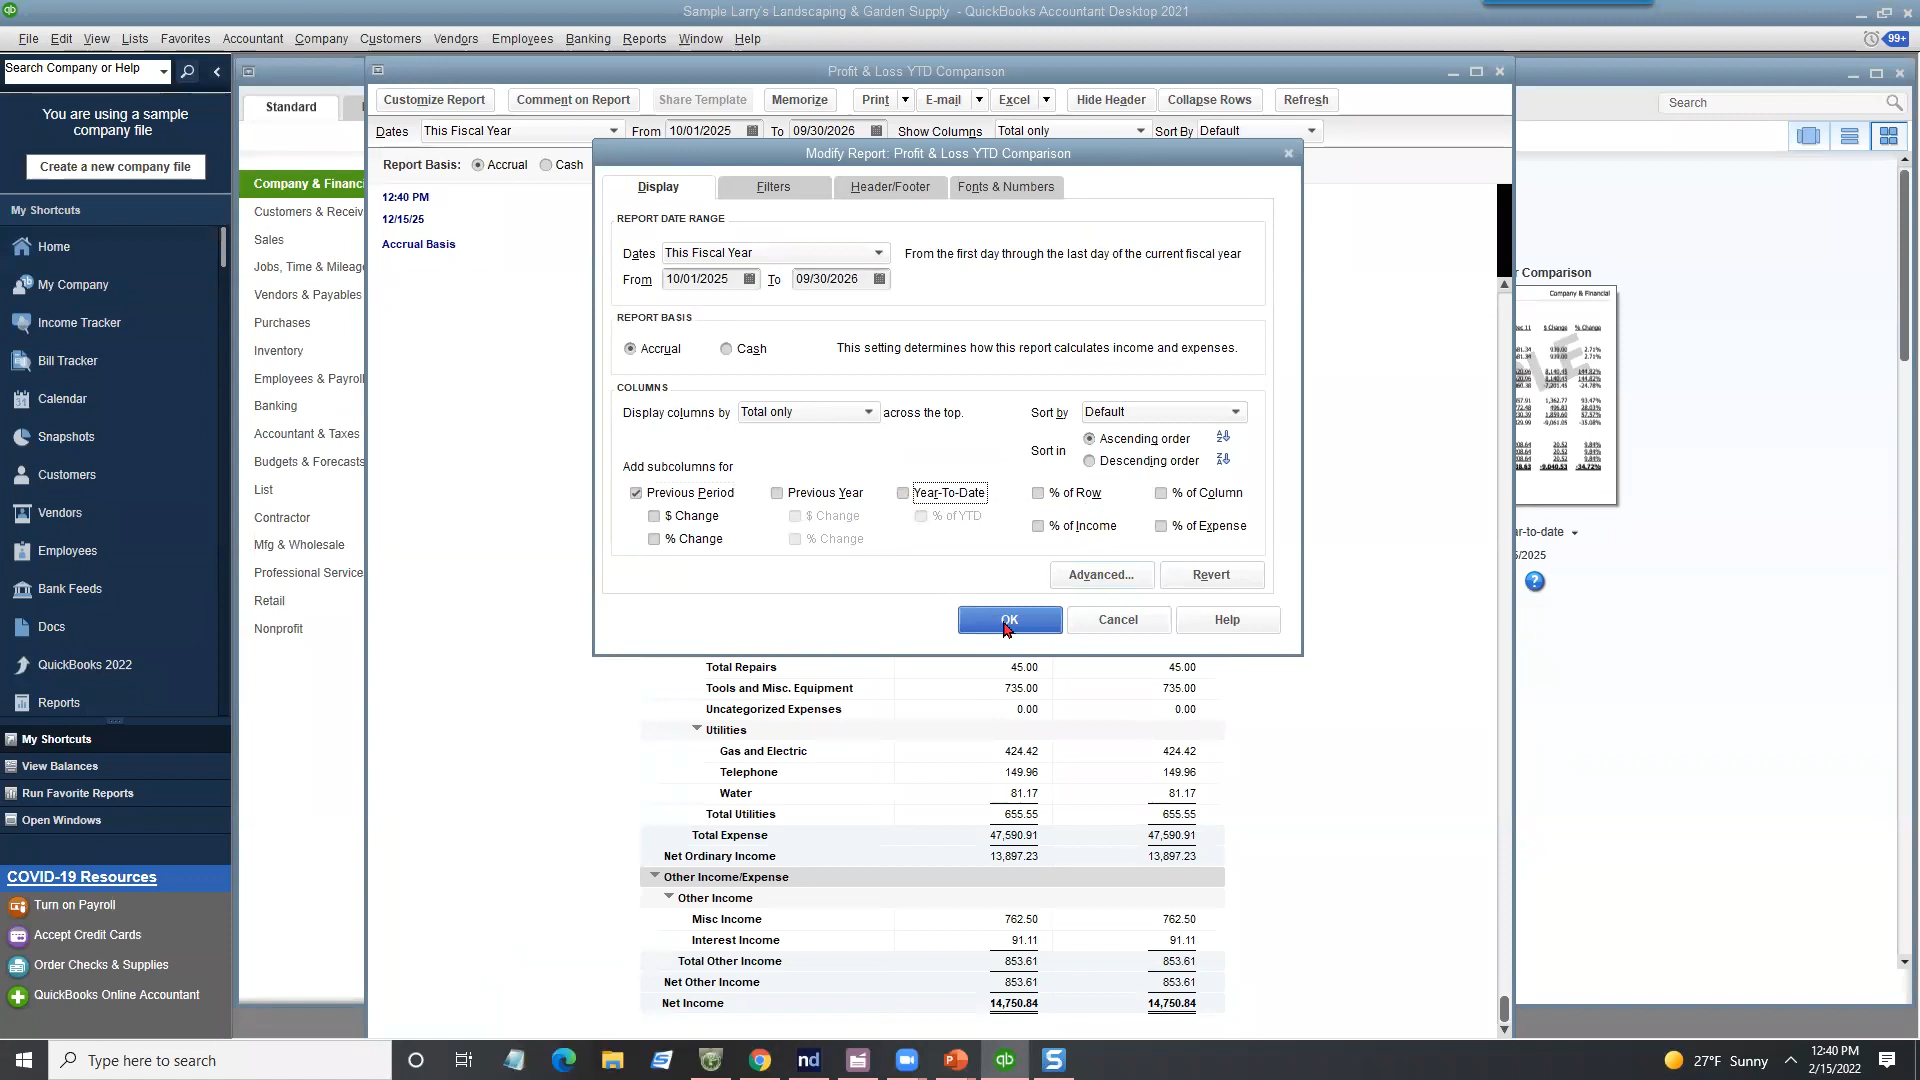 Sample Larry's Landscaping & Garden Supply - QuickBooks Accountant Desktop 2021
File Edit View Lists Favorites Accountant Company Customers Vendors Employees Banking Reports Window Help
99+
Search Company or Help
Profit & Loss YTD Comparison
You are using a sample
company file
Create a new company file
My Shortcuts
Home
My Company
Income Tracker
Bill Tracker
Calendar
Snapshots
Customers
Vendors
Employees
Bank Feeds
Docs
QuickBooks 2022
Reports
My Shortcuts
View Balances
Run Favorite Reports
Open Windows
COVID-19 Resources
Turn on Payroll
Accept Credit Cards
Order Checks & Supplies
QuickBooks Online Accountant
Standard
Company & Financi
Customers & Receiv
Sales
Jobs, Time & Mileag
Vendors & Payables
Purchases
Inventory
Employees & Payroll
Banking
Accountant & Taxes
Budgets & Forecasts
List
Contractor
Mfg & Wholesale
Professional Service
Retail
Nonprofit
Customize Report Comment on Report Share Template Memorize Print E-mail Excel Hide Header Collapse Rows Refresh
Dates This Fiscal Year From 10/01/2025 To 09/30/2026 Show Columns Total only Sort By Default
Report Basis: Accrual Cash
12:40 PM
12/15/25
Accrual Basis
Modify Report: Profit & Loss YTD Comparison
Display Filters Header/Footer Fonts & Numbers
REPORT DATE RANGE
Dates This Fiscal Year From the first day through the last day of the current fiscal year
From 10/01/2025 To 09/30/2026
REPORT BASIS
Accrual Cash This setting determines how this report calculates income and expenses.
COLUMNS
Display columns by Total only across the top. Sort by Default
Sort in Ascending order
Descending order
Add subcolumns for
Previous Period Previous Year Year-To-Date % of Row % of Column
$ Change $ Change % of YTD % of Income % of Expense
% Change % Change
Advanced... Revert
OK Cancel Help
Total Repairs 45.00 45.00
Tools and Misc. Equipment 735.00 735.00
Uncategorized Expenses 0.00 0.00
Utilities
Gas and Electric 424.42 424.42
Telephone 149.96 149.96
Water 81.17 81.17
Total Utilities 655.55 655.55
Total Expense 47,590.91 47,590.91
Net Ordinary Income 13,897.23 13,897.23
Other Income/Expense
Other Income
Misc Income 762.50 762.50
Interest Income 91.11 91.11
Total Other Income 853.61 853.61
Net Other Income 853.61 853.61
Net Income 14,750.84 14,750.84
Search
r Comparison
Company & Financial
$ Change % Change
ar-to-date
5/2025
Type here to search
27°F Sunny
12:40 PM
2/15/2022